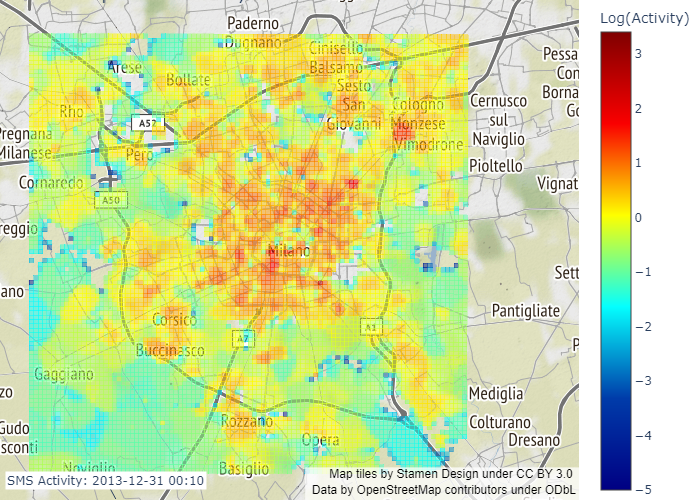 Log(Activity)
Paderno
Dugnano
Cinisello
Balsamo
Arese
Bollate
Sesto
San
Giovanni
Pessa
Con
Borna
Go
Rho
A57
Cologno
Monzese
Vimodrone
Cernusco
sul
Naviglio
Pregnana
Milanese
Pero
Pioltello
Cornaredo
Vignat
A50
reggio
Milano
Sett
ano
Pantigliate
Corsico
A1
A7
Buccinasco
P
Gaggiano
zo
Mediglia
Gudo
sconti
Rozzano
Colturano
Dresano
Opera
Noviglio
Basiglio
SMS Activity: 2013-12-31 00:10
Map tiles by Stamen Design under CC BY 3.0
Data by OpenStreetMap contributors under ODbL
3
2
1
0
−1
−2
−3
−4
−5